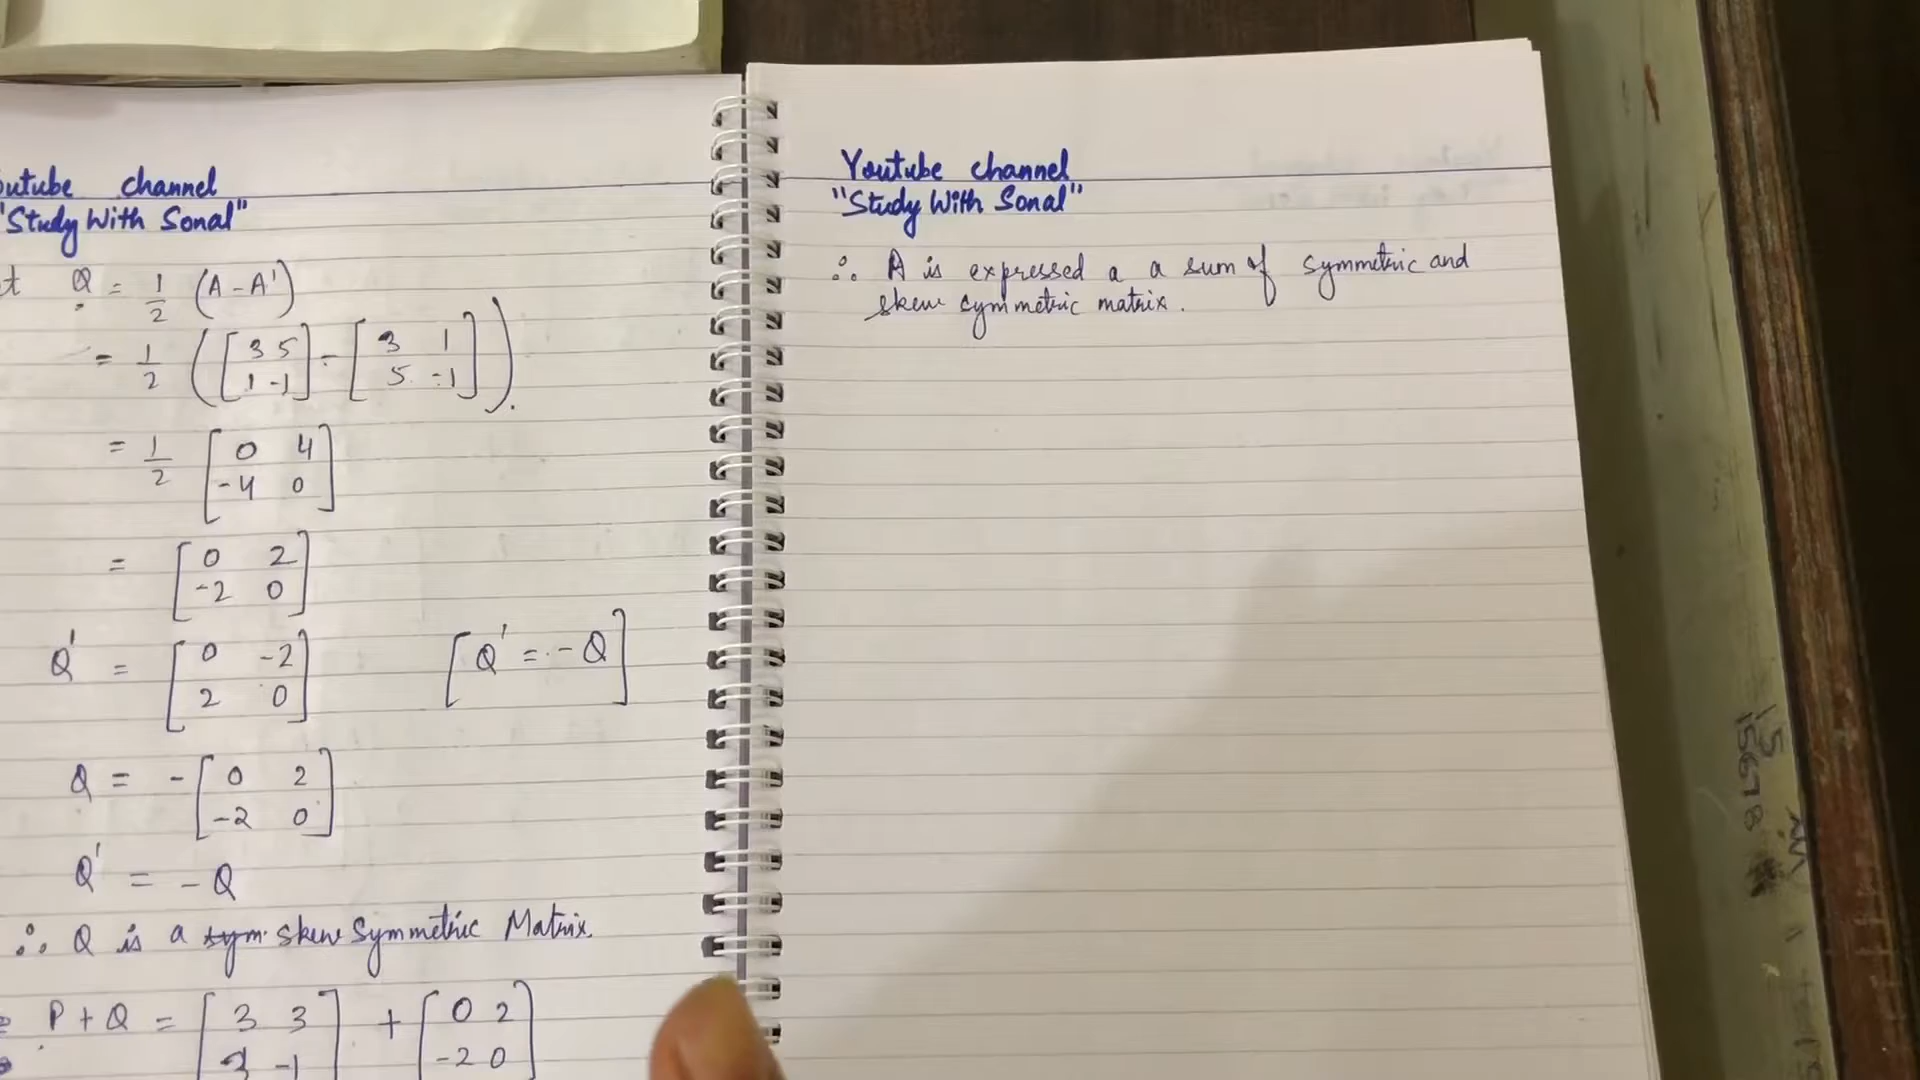 outube channel
"Study With Sonal"
t Q = 1/2 (A - A')
= 1/2 ([3 5
1 -1] - [3 1
5 -1]).
= 1/2 [0 4
-4 0]
= [0 2
-2 0]
Q' = [0 -2
2 0] [Q' = - Q]
Q = - [0 2
-2 0]
Q' = - Q
∴ Q is a sym. skew Symmetric Matrix.
P + Q = [3 3
3 -1] + [0 2
-2 0]
Youtube channel
"Study With Sonal"
∴ A is expressed a a sum of symmetric and
skew symmetric matrix.